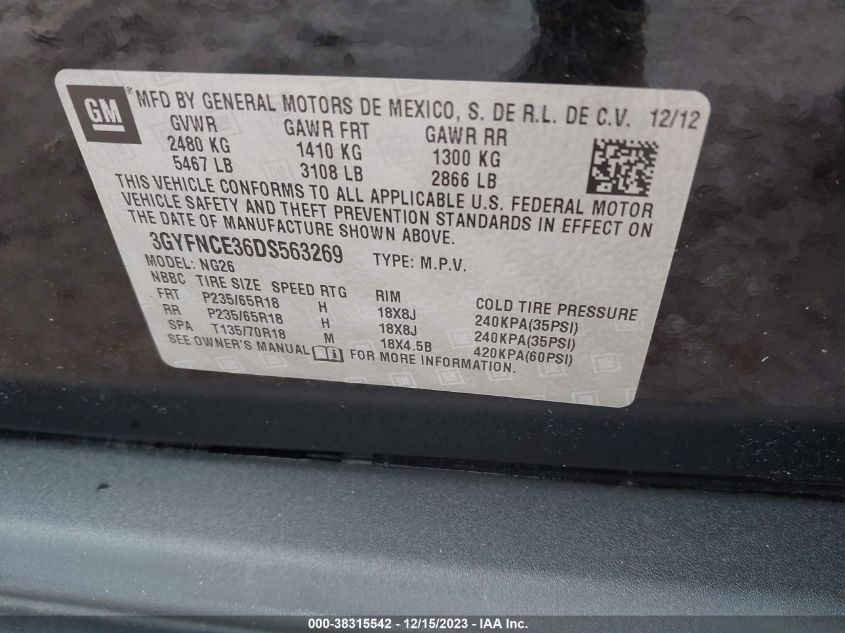 GM ® MFD BY GENERAL MOTORS DE MEXICO, S. DE R.L. DE C.V. 12/12
GVWR GAWR FRT GAWR RR
2480 KG 1410 KG 1300 KG
5467 LB 3108 LB 2866 LB
THIS VEHICLE CONFORMS TO ALL APPLICABLE U.S. FEDERAL MOTOR
VEHICLE SAFETY AND THEFT PREVENTION STANDARDS IN EFFECT ON
THE DATE OF MANUFACTURE SHOWN ABOVE.
3GYFNCE36DS563269 TYPE: M.P.V.
MODEL: NG26
NBBC TIRE SIZE SPEED RTG RIM COLD TIRE PRESSURE
FRT P235/65R18 H 18X8J 240KPA(35PSI)
RR P235/65R18 H 18X8J 240KPA(35PSI)
SPA T135/70R18 M 18X4.5B 420KPA(60PSI)
SEE OWNER'S MANUAL FOR MORE INFORMATION.
000-38315542 - 12/15/2023 - IAA Inc.